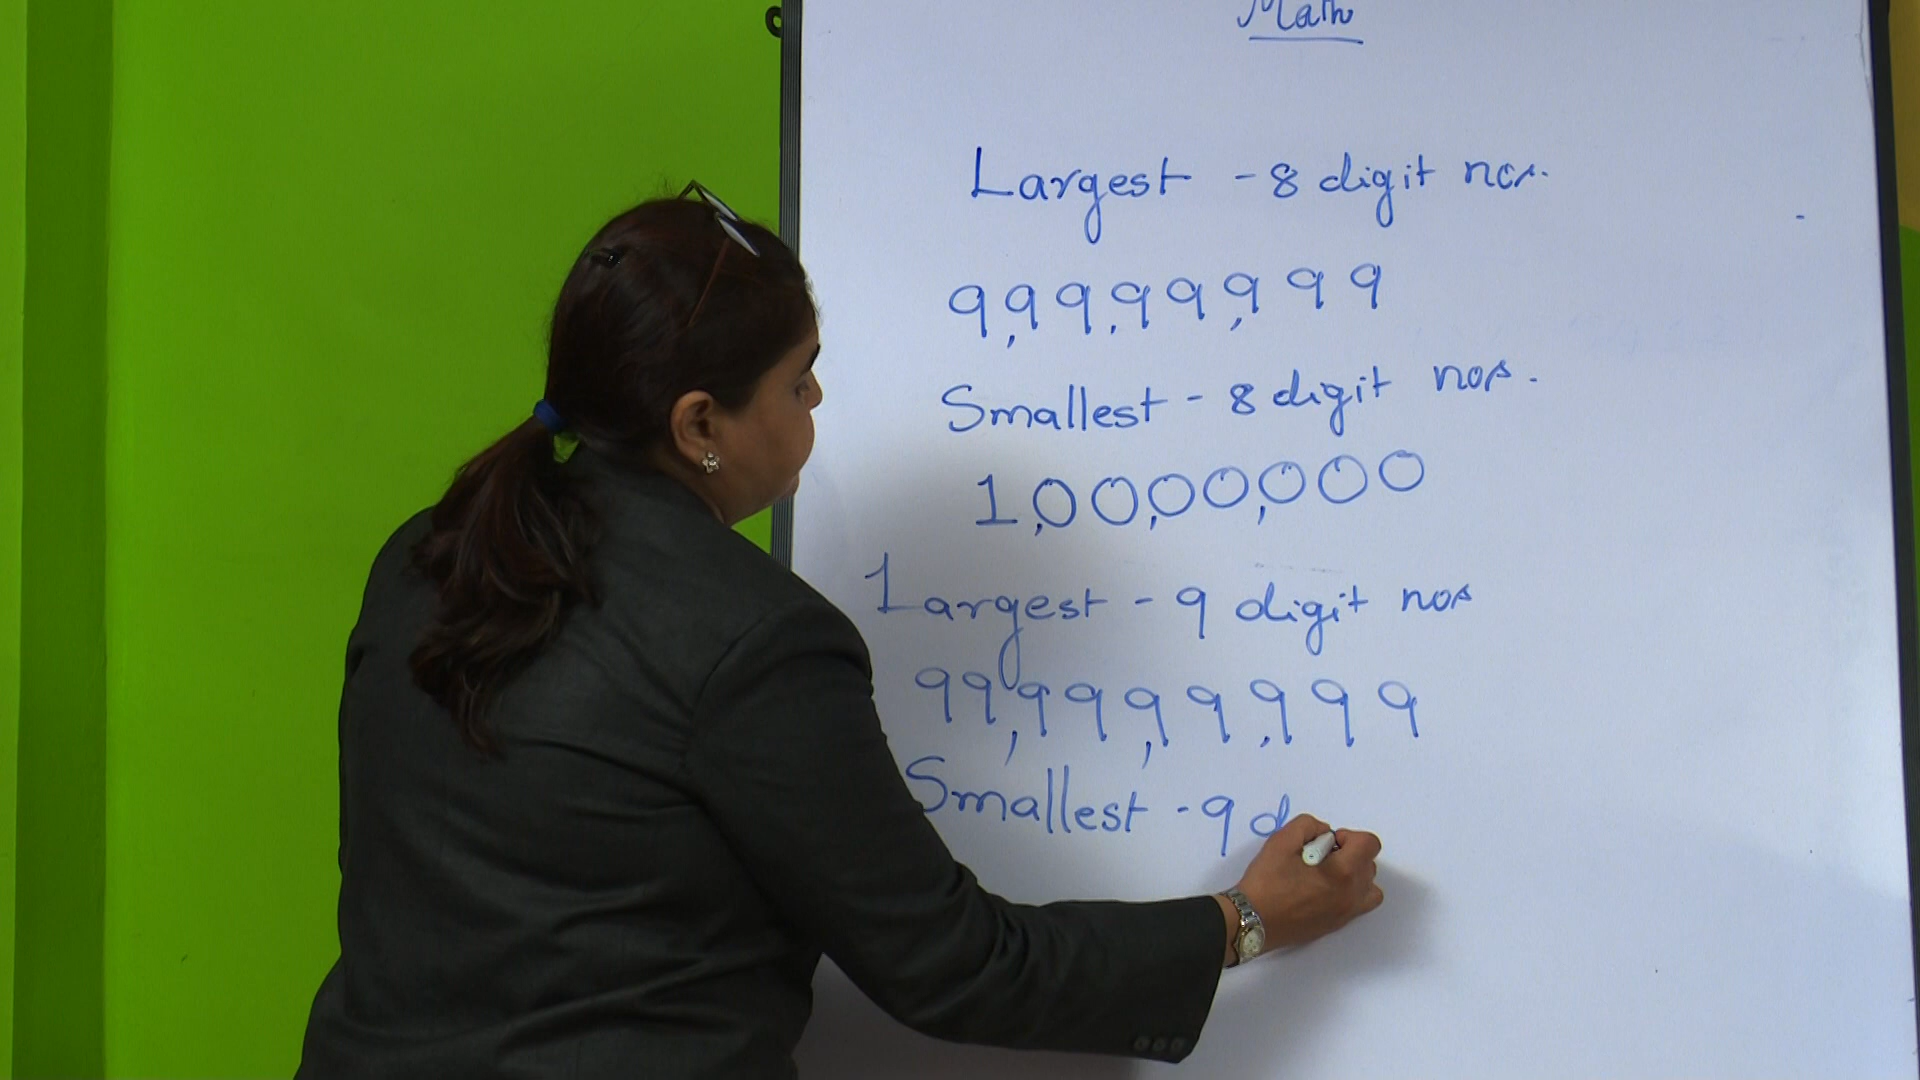 Math
Largest - 8 digit nos.
9,99,99,999
Smallest - 8 digit nos.
1,00,00,000
Largest - 9 digit nos
99,99,99,999
Smallest - 9 d